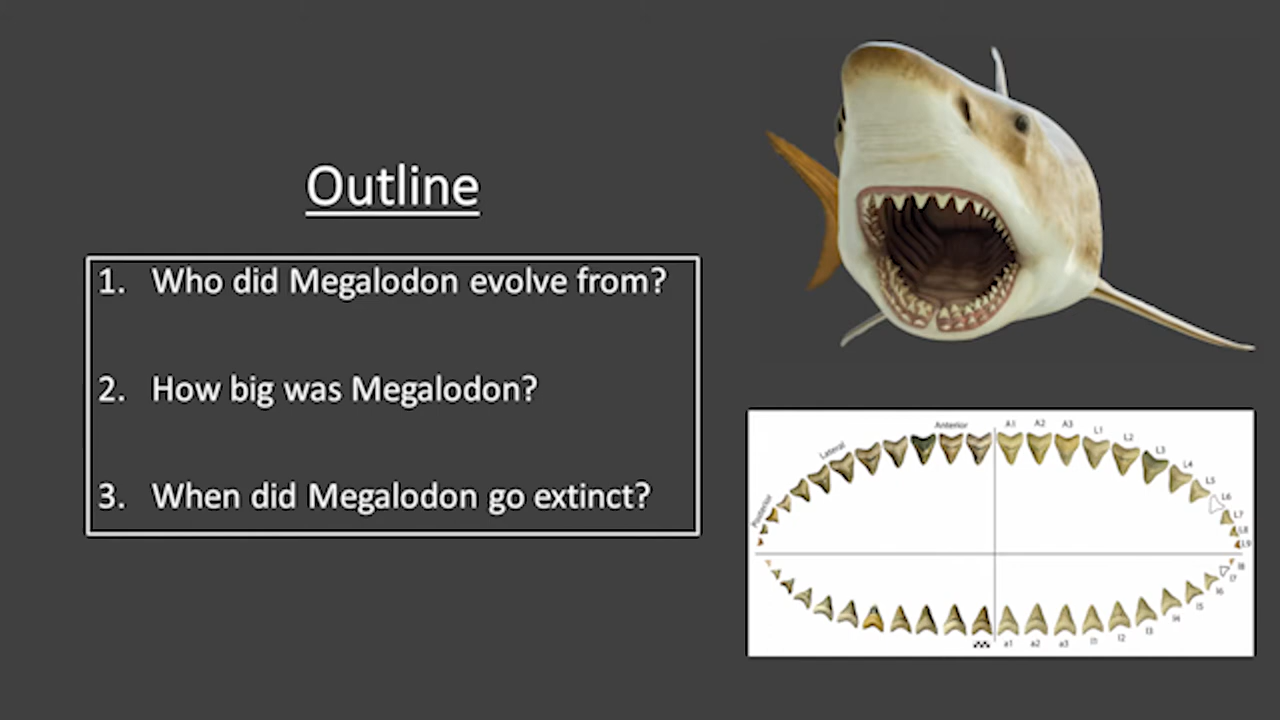 Outline
1. Who did Megalodon evolve from?
2. How big was Megalodon?
3. When did Megalodon go extinct?
Anterior
Lateral
Posterior
A1 A2 A3 L1 L2 L3 L4 L5 L6 L7 L8 L9
a1 a2 a3 l1 l2 l3 l4 l5 l6 l7 l8